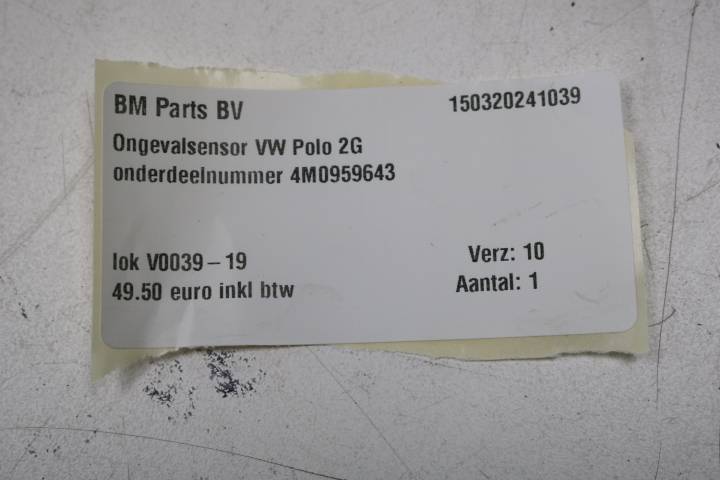 BM Parts BV 150320241039
Ongevalsensor VW Polo 2G
onderdeelnummer 4M0959643
lok V0039-19 Verz: 10
49.50 euro inkl btw Aantal: 1